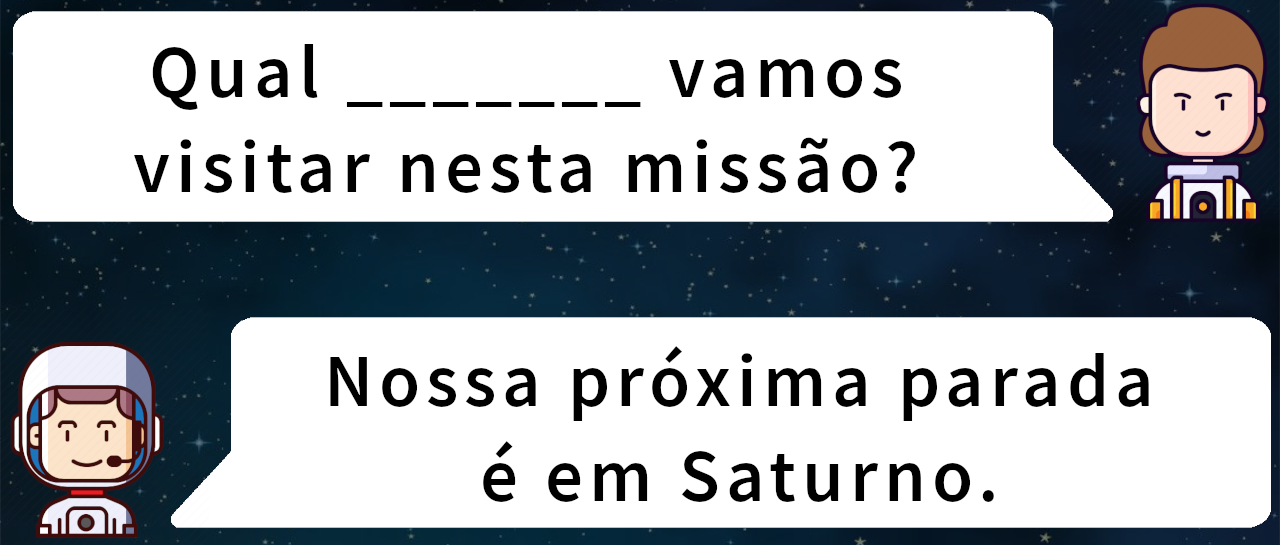 Qual _______ vamos
visitar nesta missão?
Nossa próxima parada
é em Saturno.